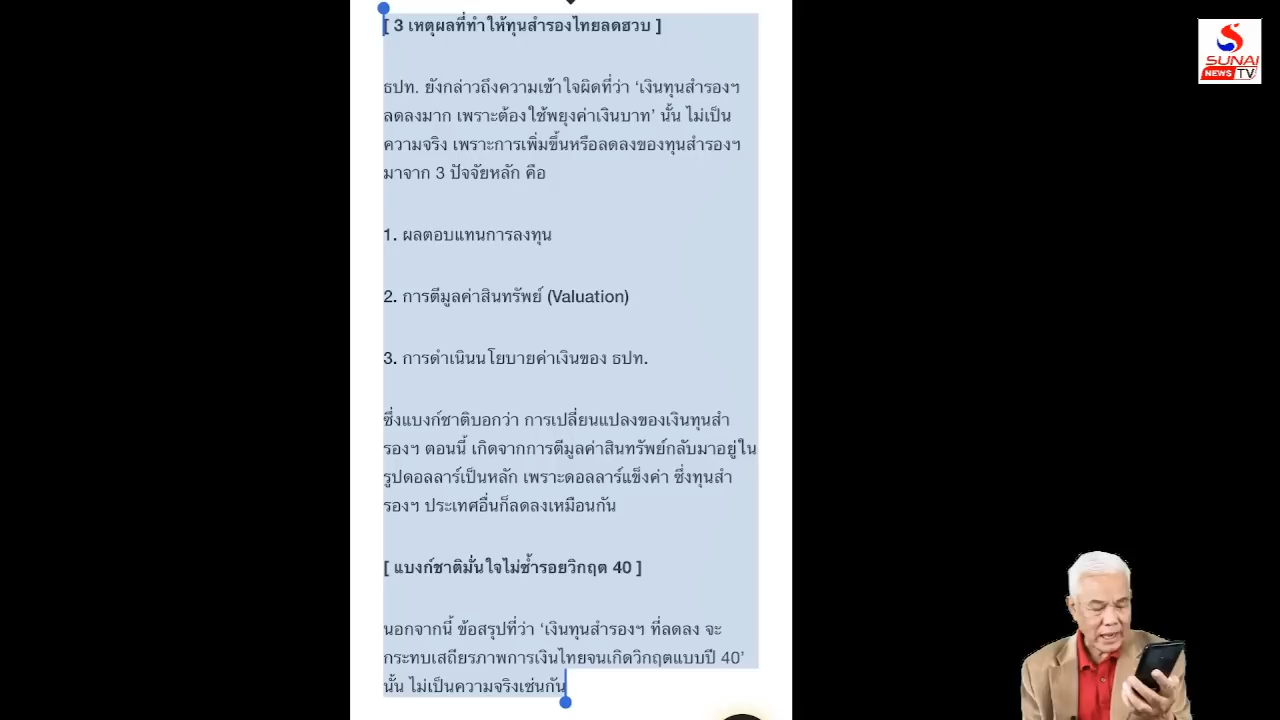 [ 3 เหตุผลที่ทำให้ทุนสำรองไทยลดฮวบ ]
ธปท. ยังกล่าวถึงความเข้าใจผิดที่ว่า ‘เงินทุนสำรองฯ
ลดลงมาก เพราะต้องใช้พยุงค่าเงินบาท’ นั้น ไม่เป็น
ความจริง เพราะการเพิ่มขึ้นหรือลดลงของทุนสำรองฯ
มาจาก 3 ปัจจัยหลัก คือ
1. ผลตอบแทนการลงทุน
2. การตีมูลค่าสินทรัพย์ (Valuation)
3. การดำเนินนโยบายค่าเงินของ ธปท.
ซึ่งแบงก์ชาติบอกว่า การเปลี่ยนแปลงของเงินทุนสำ
รองฯ ตอนนี้ เกิดจากการตีมูลค่าสินทรัพย์กลับมาอยู่ใน
รูปดอลลาร์เป็นหลัก เพราะดอลลาร์แข็งค่า ซึ่งทุนสำ
รองฯ ประเทศอื่นก็ลดลงเหมือนกัน
[ แบงก์ชาติมั่นใจไม่ซ้ำรอยวิกฤต 40 ]
นอกจากนี้ ข้อสรุปที่ว่า ‘เงินทุนสำรองฯ ที่ลดลง จะ
กระทบเสถียรภาพการเงินไทยจนเกิดวิกฤตแบบปี 40’
นั้น ไม่เป็นความจริงเช่นกัน
SUNAI
NEWS TV